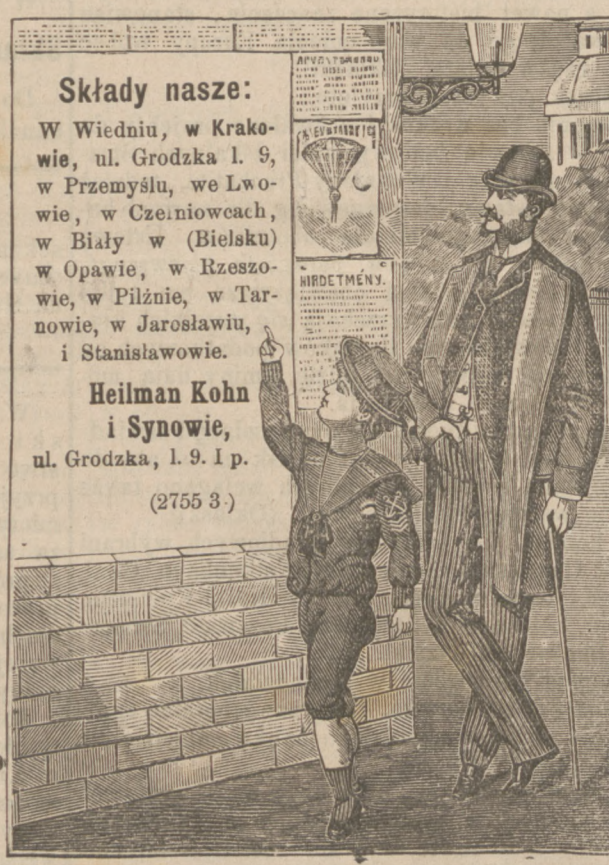 Składy nasze:
W Wiedniu, w Krako-
wie, ul. Grodzka l. 9,
w Przemyślu, we Lwo-
wie, w Czerniowcach,
w Biały w (Bielsku)
w Opawie, w Rzeszo-
wie, w Pilźnie, w Tar-
nowie, w Jarosławiu,
i Stanisławowie.
Heilman Kohn
i Synowie,
ul. Grodzka, l. 9. I p.
(2755 3-)
HIRDETMÉNY.